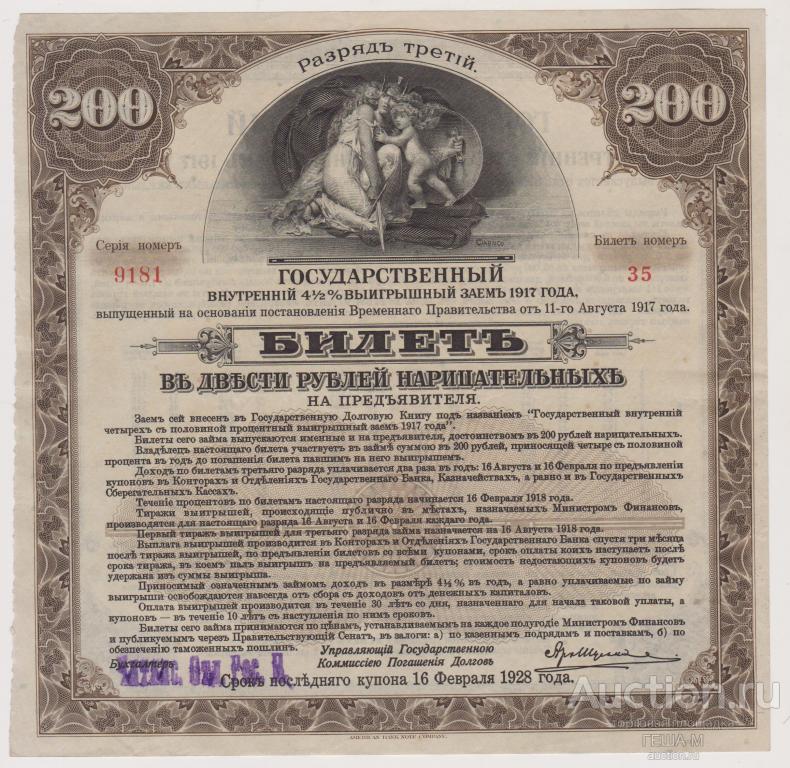 Разрядъ третій.
200
200
©ABNCo
Серія номеръ
Билетъ номеръ
9181
35
ГОСУДАРСТВЕННЫЙ
ВНУТРЕННІЙ 4½% ВЫИГРЫШНЫЙ ЗАЕМЪ 1917 ГОДА,
выпущенный на основаніи постановленія Временнаго Правительства отъ 11-го Августа 1917 года.
БИЛЕТЪ
ВЪ ДВѢСТИ РУБЛЕЙ НАРИЦАТЕЛЬНЫХЪ
НА ПРЕДЪЯВИТЕЛЯ.
Заемъ сей внесенъ въ Государственную Долговую Книгу подъ названіемъ "Государственный внутренній
четырехъ съ половиной процентный выигрышный заемъ 1917 года".
Билеты сего займа выпускаются именные и на предъявителя, достоинствомъ въ 200 рублей нарицательныхъ.
Владѣлецъ настоящаго билета участвуетъ въ займѣ суммою въ 200 рублей, приносящей четыре съ половиной
процента въ годъ до погашенія билета павшимъ на него выигрышемъ.
Доходъ по билетамъ третьяго разряда уплачивается два раза въ годъ: 16 Августа и 16 Февраля по предъявленіи
купоновъ въ Конторахъ и Отдѣленіяхъ Государственнаго Банка, Казначействахъ, а равно и въ Государственныхъ
Сберегательныхъ Кассахъ.
Теченіе процентовъ по билетамъ настоящаго разряда начинается 16 Февраля 1918 года.
Тиражи выигрышей, происходящіе публично въ мѣстахъ, назначаемыхъ Министромъ Финансовъ,
производятся для настоящаго разряда 16 Августа и 16 Февраля каждаго года.
Первый тиражъ выигрышей для третьяго разряда займа назначается на 16 Августа 1918 года.
Выплата выигрышей производится въ Конторахъ и Отдѣленіяхъ Государственнаго Банка спустя три мѣсяца
послѣ тиража выигрышей, по предъявленіи билетовъ со всѣми купонами, срокъ оплаты коихъ наступаетъ послѣ
срока тиража, въ коемъ палъ выигрышъ на предъявляемый билетъ; стоимость недостающихъ купоновъ будетъ
удержана изъ суммы выигрыша.
Приносимый означеннымъ займомъ доходъ въ размѣрѣ 4½% въ годъ, а равно уплачиваемые по займу
выигрыши освобождаются навсегда отъ сбора съ доходовъ отъ денежныхъ капиталовъ.
Оплата выигрышей производится въ теченіе 30 лѣтъ со дня, назначеннаго для начала таковой уплаты, а
купоновъ — въ теченіе 10 лѣтъ съ наступленія по нимъ сроковъ.
Билеты сего займа принимаются по цѣнамъ, устанавливаемымъ на каждое полугодіе Министромъ Финансовъ
и публикуемымъ черезъ Правительствующій Сенатъ, въ залоги: а) по казеннымъ подрядамъ и поставкамъ, б) по
обезпеченію таможенныхъ пошлинъ.
Управляющій Государственною
Коммиссіею Погашенія Долговъ
Бухгалтеръ
Срокъ послѣдняго купона 16 Февраля 1928 года.
AMERICAN BANK NOTE COMPANY.
Auction.ru
торговая площадка
ГЕША-М
auction.ru